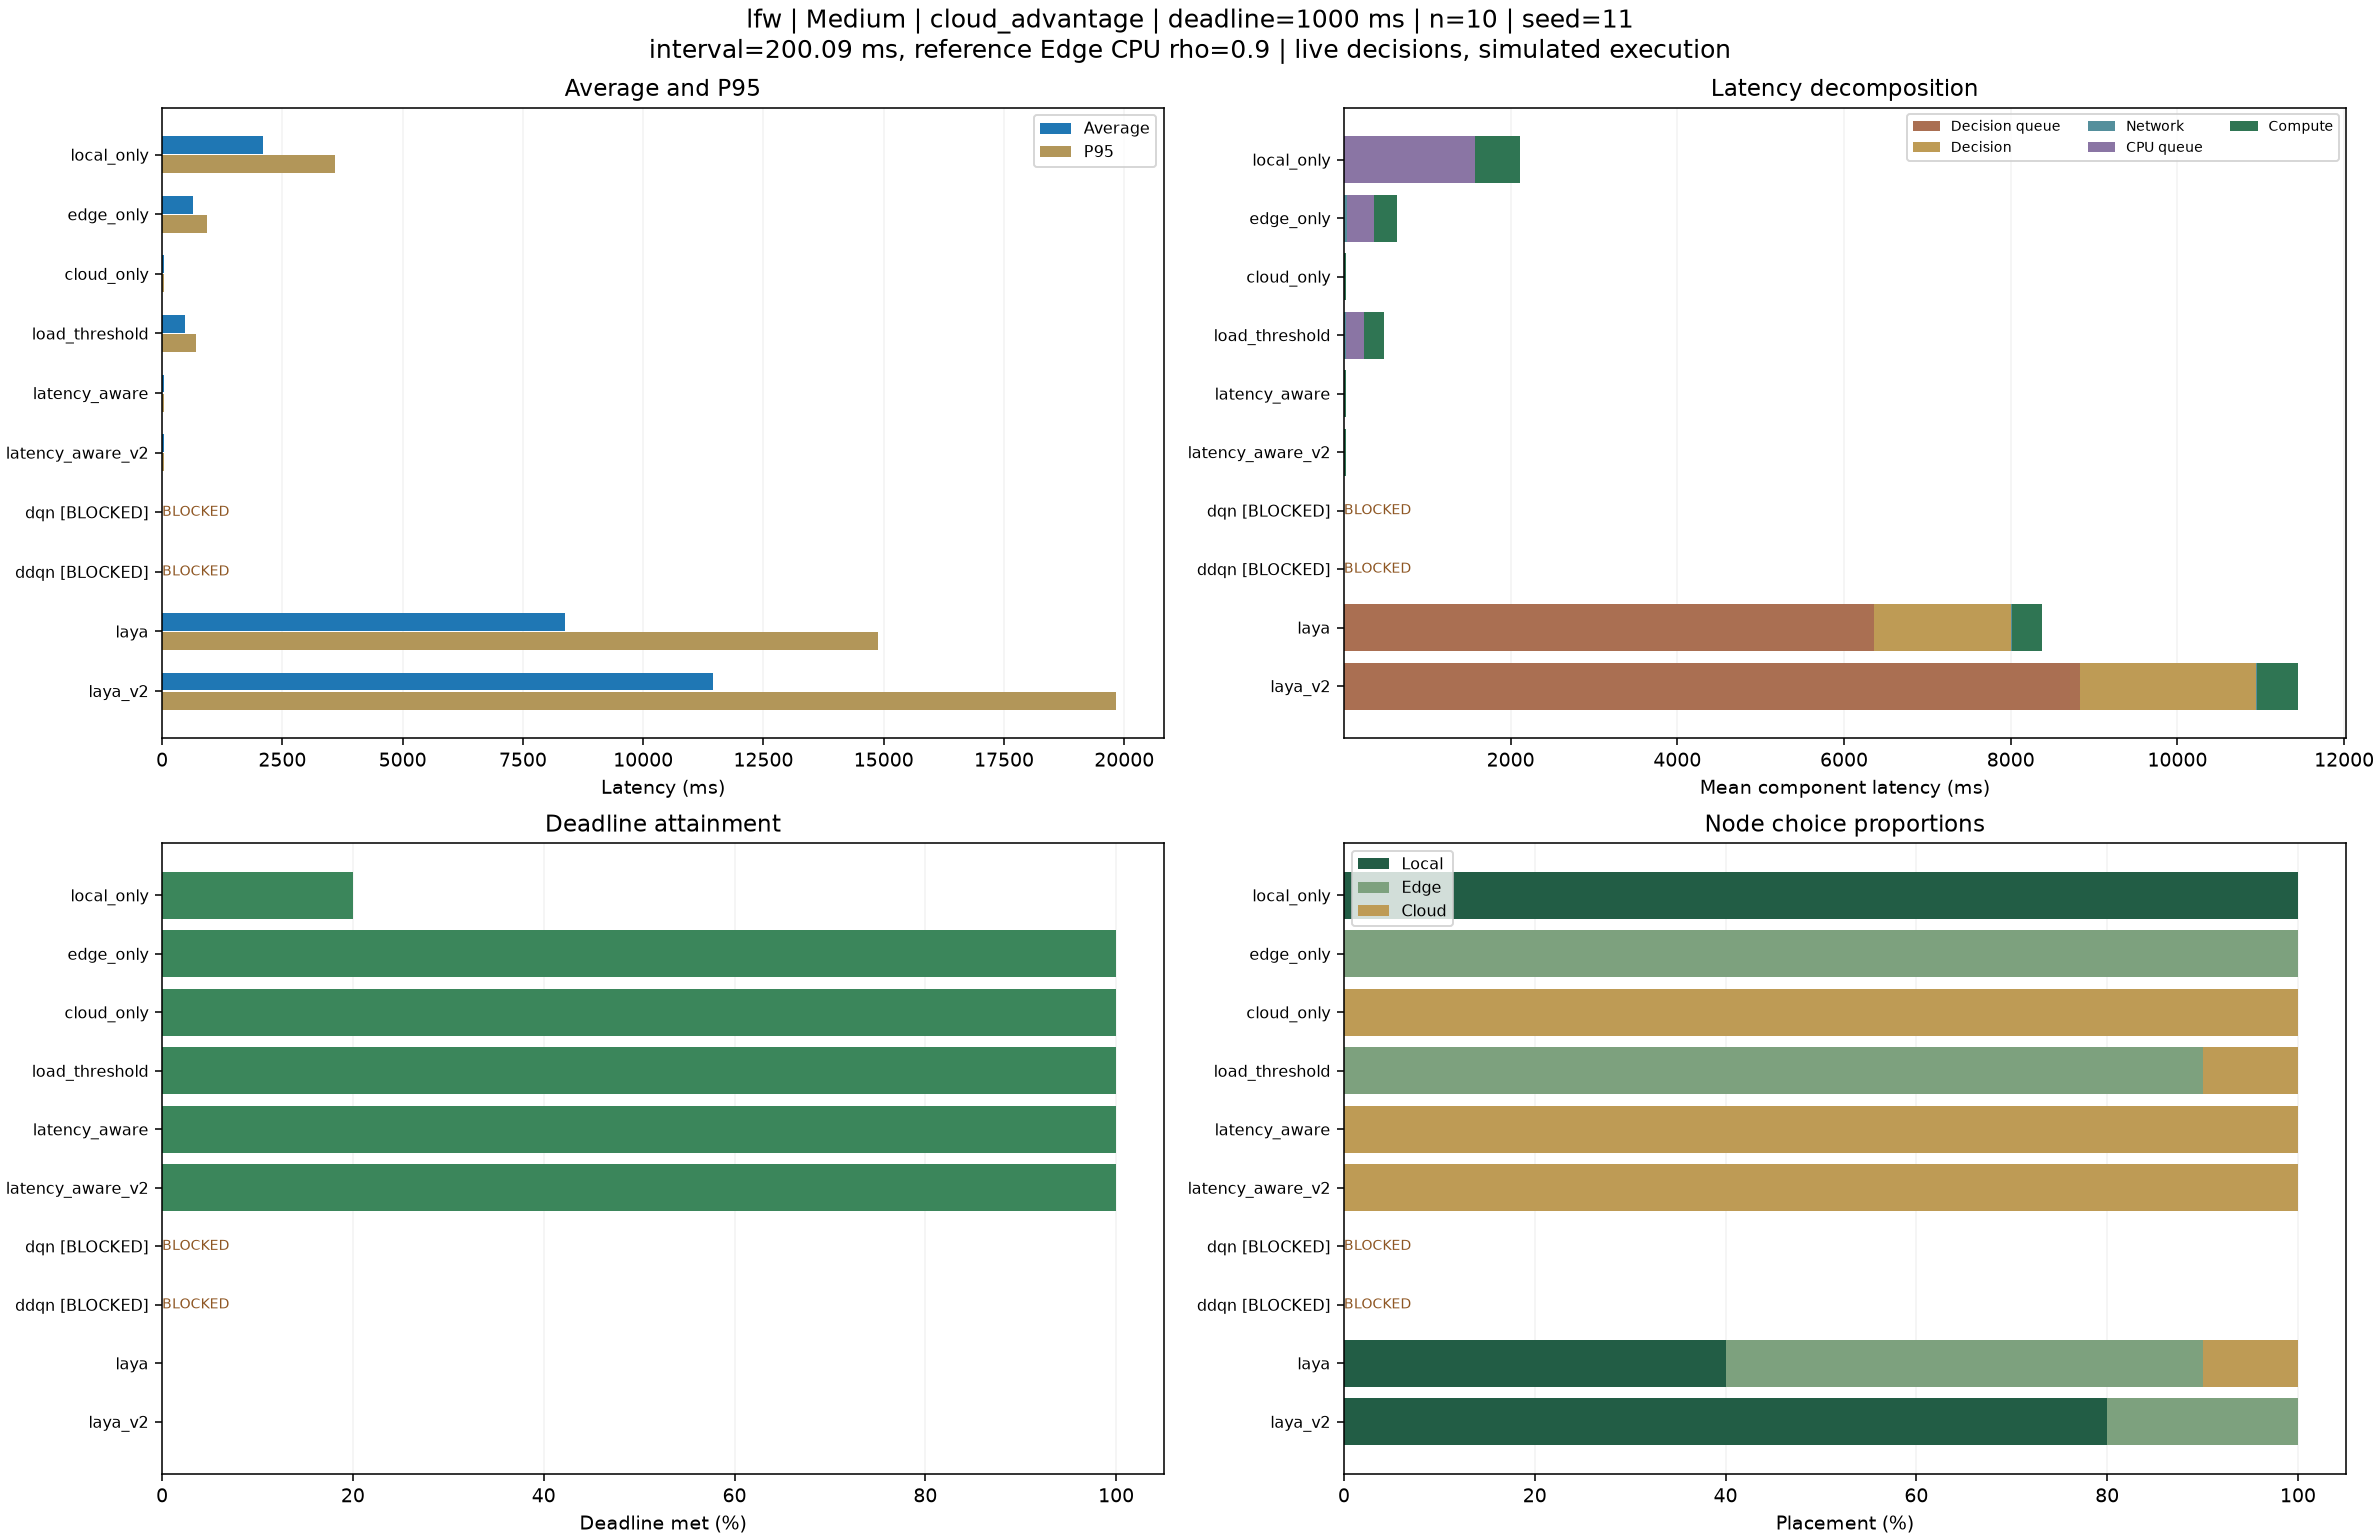 lfw | Medium | cloud_advantage | deadline=1000 ms | n=10 | seed=11
interval=200.09 ms, reference Edge CPU rho=0.9 | live decisions, simulated execution
Average and P95
Average
P95
local_only
edge_only
cloud_only
load_threshold
latency_aware
latency_aware_v2
dqn [BLOCKED] BLOCKED
ddqn [BLOCKED] BLOCKED
laya
laya_v2
0 2500 5000 7500 10000 12500 15000 17500 20000
Latency (ms)
Latency decomposition
Decision queue Network Compute
Decision CPU queue
local_only
edge_only
cloud_only
load_threshold
latency_aware
latency_aware_v2
dqn [BLOCKED] BLOCKED
ddqn [BLOCKED] BLOCKED
laya
laya_v2
2000 4000 6000 8000 10000 12000
Mean component latency (ms)
Deadline attainment
local_only
edge_only
cloud_only
load_threshold
latency_aware
latency_aware_v2
dqn [BLOCKED] BLOCKED
ddqn [BLOCKED] BLOCKED
laya
laya_v2
0 20 40 60 80 100
Deadline met (%)
Node choice proportions
Local
Edge
Cloud
local_only
edge_only
cloud_only
load_threshold
latency_aware
latency_aware_v2
dqn [BLOCKED] BLOCKED
ddqn [BLOCKED] BLOCKED
laya
laya_v2
0 20 40 60 80 100
Placement (%)